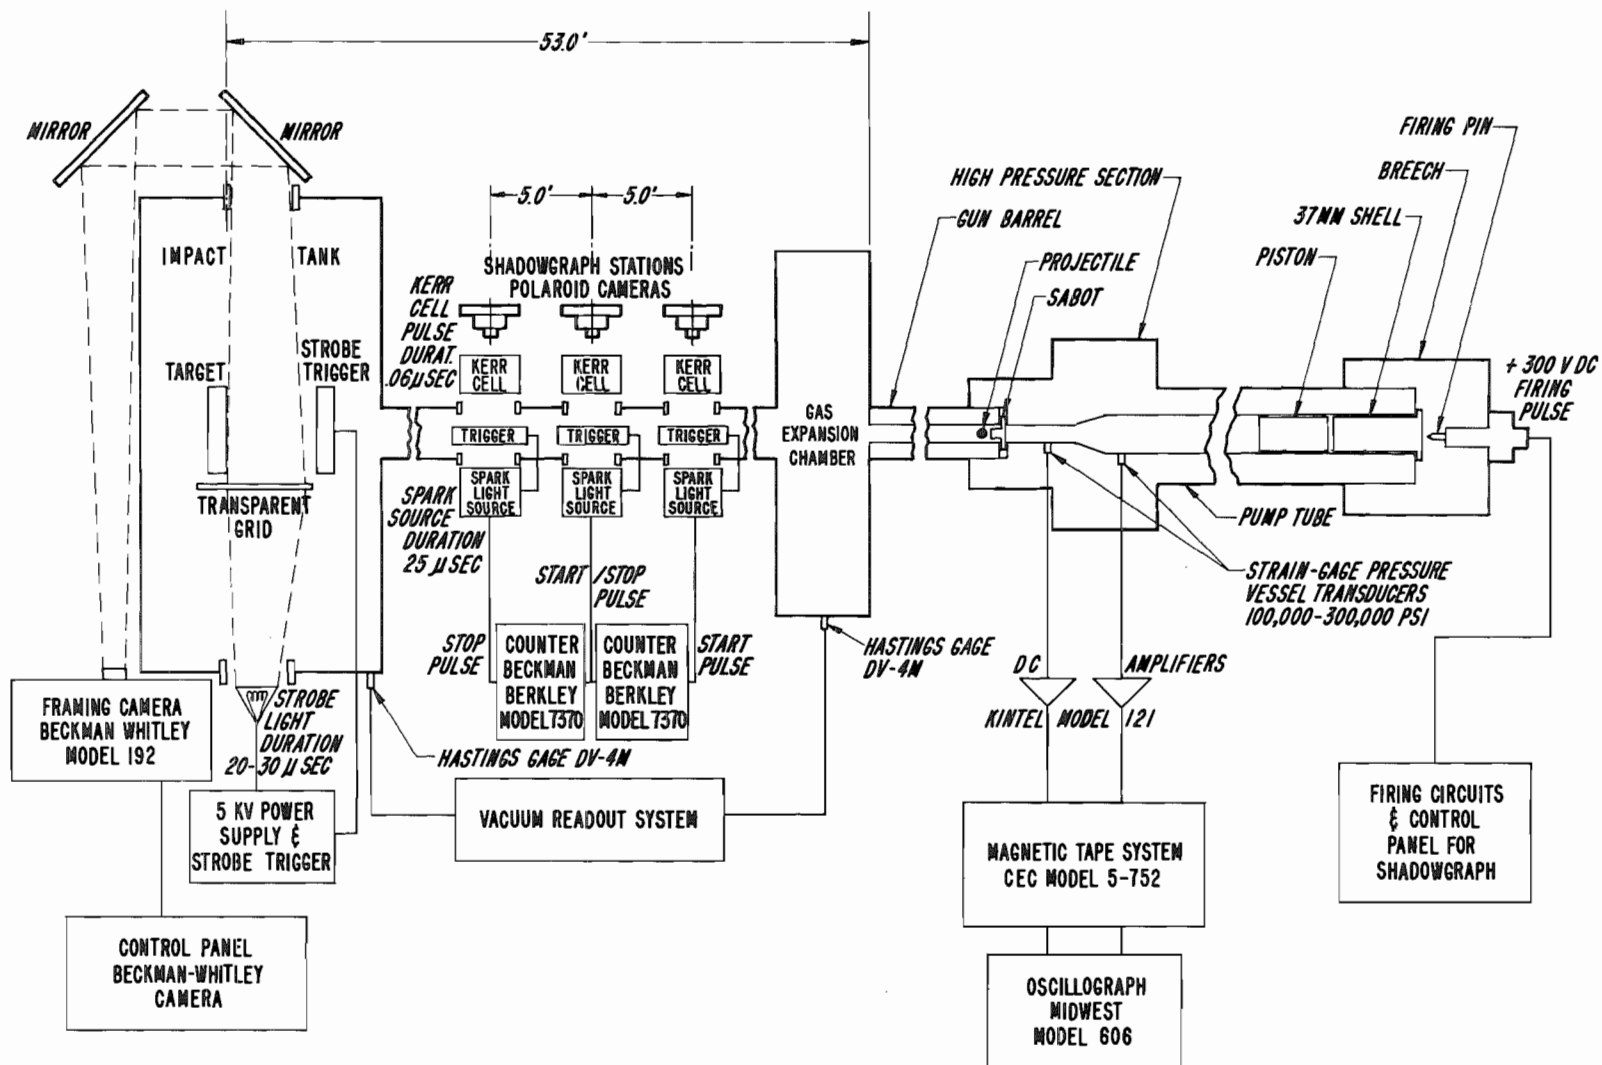 53.0'
MIRROR
MIRROR
FIRING PIN
BREECH
37MM SHELL
PISTON
HIGH PRESSURE SECTION
GUN BARREL
PROJECTILE
SABOT
5.0'
5.0'
SHADOWGRAPH STATIONS
POLAROID CAMERAS
IMPACT
TANK
KERR
CELL
PULSE
DURAT.
.06µSEC
TARGET
STROBE
TRIGGER
KERR
CELL
KERR
CELL
KERR
CELL
TRIGGER
TRIGGER
TRIGGER
SPARK
LIGHT
SOURCE
SPARK
LIGHT
SOURCE
SPARK
LIGHT
SOURCE
GAS
EXPANSION
CHAMBER
+ 300 V DC
FIRING
PULSE
TRANSPARENT
GRID
SPARK
SOURCE
DURATION
25 µSEC
PUMP TUBE
STRAIN-GAGE PRESSURE
VESSEL TRANSDUCERS
100,000-300,000 PSI
START /STOP
PULSE
STOP
PULSE
COUNTER
BECKMAN
BERKLEY
MODEL 7370
COUNTER
BECKMAN
BERKLEY
MODEL 7370
START
PULSE
HASTINGS GAGE
DV-4M
DC
AMPLIFIERS
KINTEL
MODEL 121
FRAMING CAMERA
BECKMAN WHITLEY
MODEL 192
STROBE
LIGHT
DURATION
20-30 µ SEC
HASTINGS GAGE DV-4M
5 KV POWER
SUPPLY &
STROBE TRIGGER
VACUUM READOUT SYSTEM
MAGNETIC TAPE SYSTEM
CEC MODEL 5-752
FIRING CIRCUITS
& CONTROL
PANEL FOR
SHADOWGRAPH
CONTROL PANEL
BECKMAN-WHITLEY
CAMERA
OSCILLOGRAPH
MIDWEST
MODEL 606